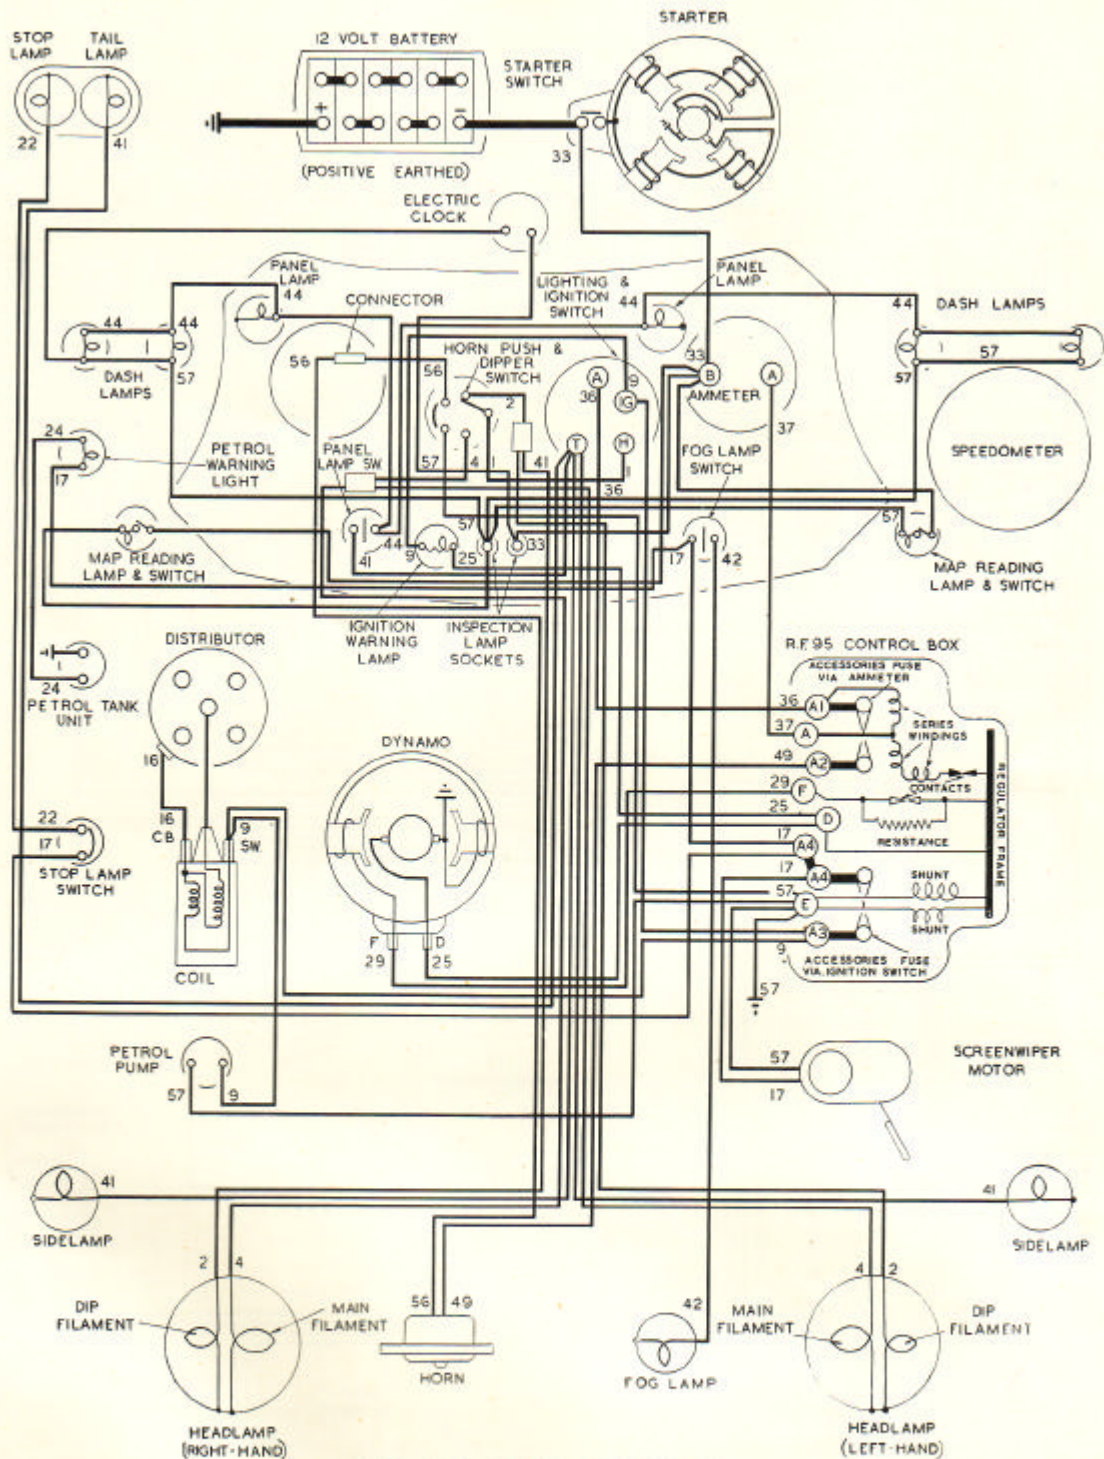 STARTER
STOP LAMP
TAIL LAMP
12 VOLT BATTERY
STARTER SWITCH
+
-
22
41
33
(POSITIVE EARTHED)
ELECTRIC CLOCK
PANEL LAMP
44
CONNECTOR
LIGHTING & IGNITION SWITCH
44
PANEL LAMP
44
DASH LAMPS
44
44
56
HORN PUSH & DIPPER SWITCH
33
57
DASH LAMPS
57
56
2
A
36
9
IG
B
AMMETER
A
57
37
24
17
PETROL WARNING LIGHT
PANEL LAMP SW.
57
4
1
41
T
H
1
36
FOG LAMP SWITCH
SPEEDOMETER
57
57
MAP READING LAMP & SWITCH
41
44
9
25
33
17
42
MAP READING LAMP & SWITCH
DISTRIBUTOR
IGNITION WARNING LAMP
INSPECTION LAMP SOCKETS
R.F.95 CONTROL BOX
ACCESSORIES FUSE VIA AMMETER
24
PETROL TANK UNIT
36
A1
SERIES WINDINGS
37
A
16
DYNAMO
49
A2
29
F
CONTACTS
25
D
RESISTANCE
REGULATOR FRAME
22
17
STOP LAMP SWITCH
16
CB
9
SW
17
A4
17
A4
SHUNT
57
E
SHUNT
A3
9
ACCESSORIES FUSE VIA. IGNITION SWITCH
COIL
F
D
29
25
57
PETROL PUMP
57
9
57
17
SCREENWIPER MOTOR
41
SIDELAMP
41
SIDELAMP
2
4
4
2
DIP FILAMENT
MAIN FILAMENT
56
49
42
MAIN FILAMENT
DIP FILAMENT
HORN
FOG LAMP
HEADLAMP
(RIGHT-HAND)
HEADLAMP
(LEFT-HAND)